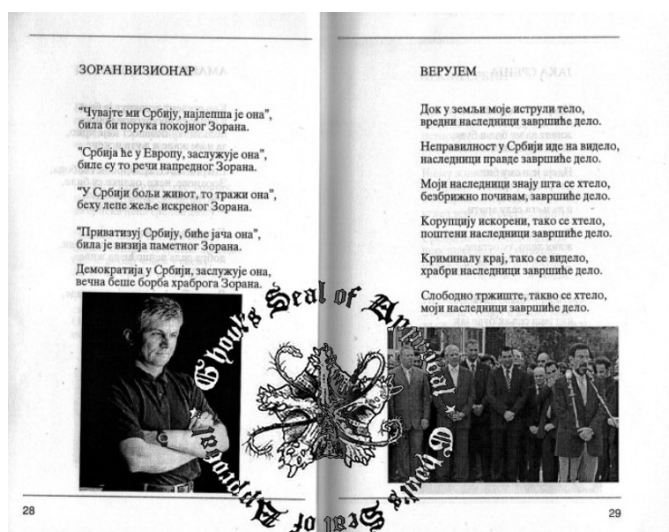 ЗОРАН ВИЗИОНАР
"Чувајте ми Србију, најлепша је она",
била би порука покојног Зорана.
"Србија ће у Европу, заслужује она",
биле су то речи напредног Зорана.
"У Србији бољи живот, то тражи она",
беху лепе жеље искреног Зорана.
"Приватизуј Србију, биће јача она",
била је визија паметног Зорана.
Демократија у Србији, заслужује она,
вечна беше борба храброга Зорана.
28
ВЕРУЈЕМ
Док у земљи моје иструли тело,
вредни наследници завршиће дело.
Неправилност у Србији иде на видело,
наследници правде завршиће дело.
Моји наследници знају шта се хтело,
безбрижно почивам, завршиће дело.
Корупцију искорени, тако се хтело,
поштени наследници завршиће дело.
Криминалу крај, тако се видело,
храбри наследници завршиће дело.
Слободно тржиште, такво се хтело,
моји наследници завршиће дело.
29
Ghoul's Seal of Approval
Ghoul's Seal of Approval